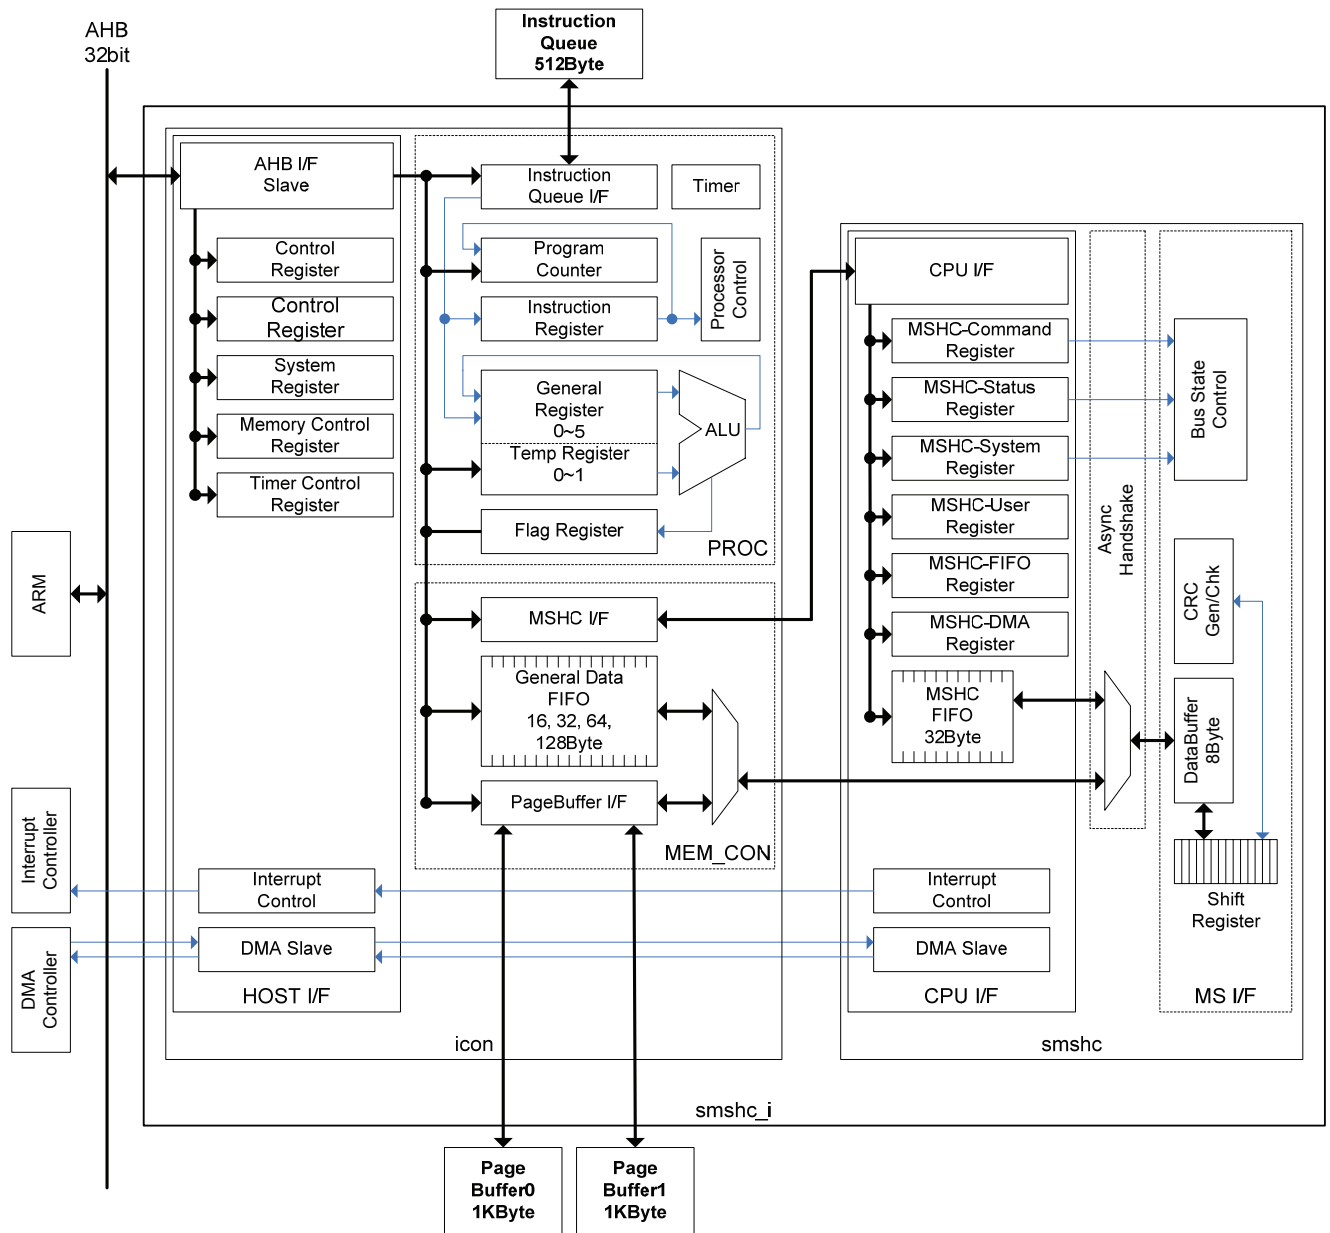 AHB
32bit
Instruction
Queue
512Byte
AHB I/F
Slave
Control
Register
Control
Register
System
Register
Memory Control
Register
Timer Control
Register
Instruction
Queue I/F
Timer
Program
Counter
Instruction
Register
Processor
Control
General
Register
0~5
Temp Register
0~1
ALU
Flag Register
PROC
MSHC I/F
General Data
FIFO
16, 32, 64,
128Byte
PageBuffer I/F
MEM_CON
ARM
Interrupt
Controller
DMA
Controller
Interrupt
Control
DMA Slave
HOST I/F
icon
CPU I/F
MSHC-Command
Register
MSHC-Status
Register
MSHC-System
Register
MSHC-User
Register
MSHC-FIFO
Register
MSHC-DMA
Register
MSHC
FIFO
32Byte
Interrupt
Control
DMA Slave
CPU I/F
Async
Handshake
Bus State
Control
CRC
Gen/Chk
DataBuffer
8Byte
Shift
Register
MS I/F
smshc
smshc_i
Page
Buffer0
1KByte
Page
Buffer1
1KByte